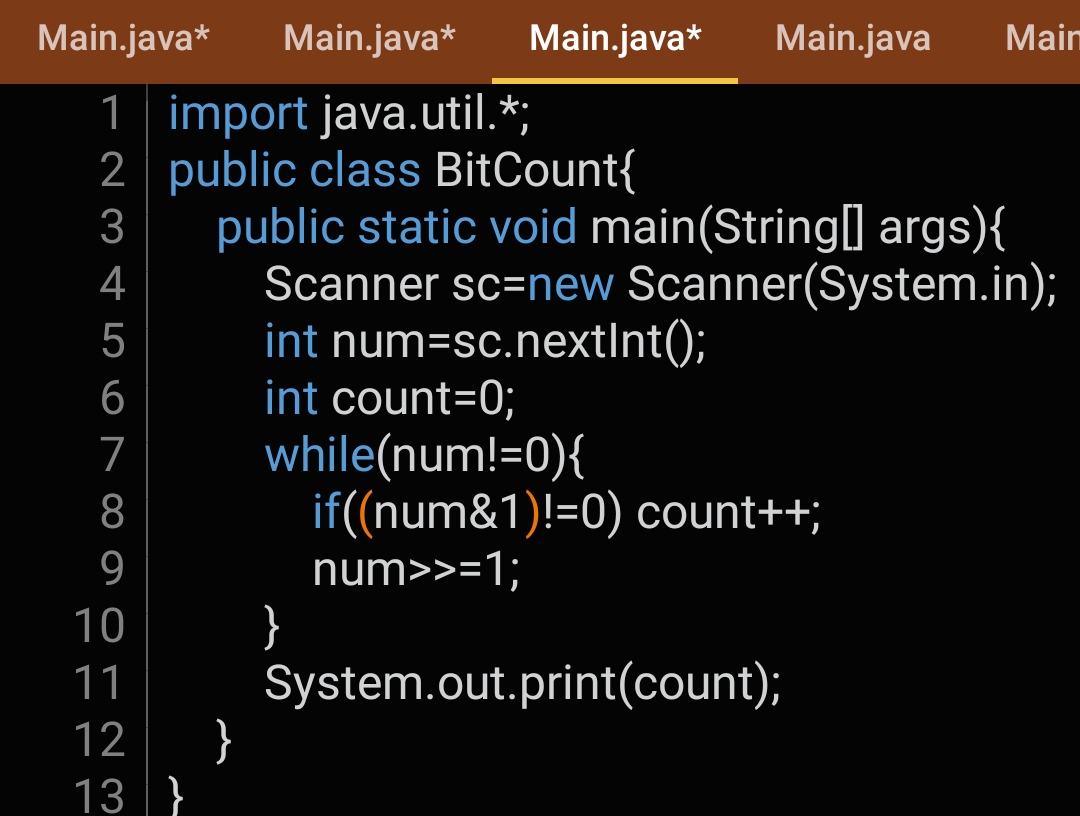 Main.java* Main.java* Main.java* Main.java Main
1 import java.util.*;
2 public class BitCount{
3 public static void main(String[] args){
4 Scanner sc=new Scanner(System.in);
5 int num=sc.nextInt();
6 int count=0;
7 while(num!=0){
8 if((num&1)!=0) count++;
9 num>>=1;
10 }
11 System.out.print(count);
12 }
13 }